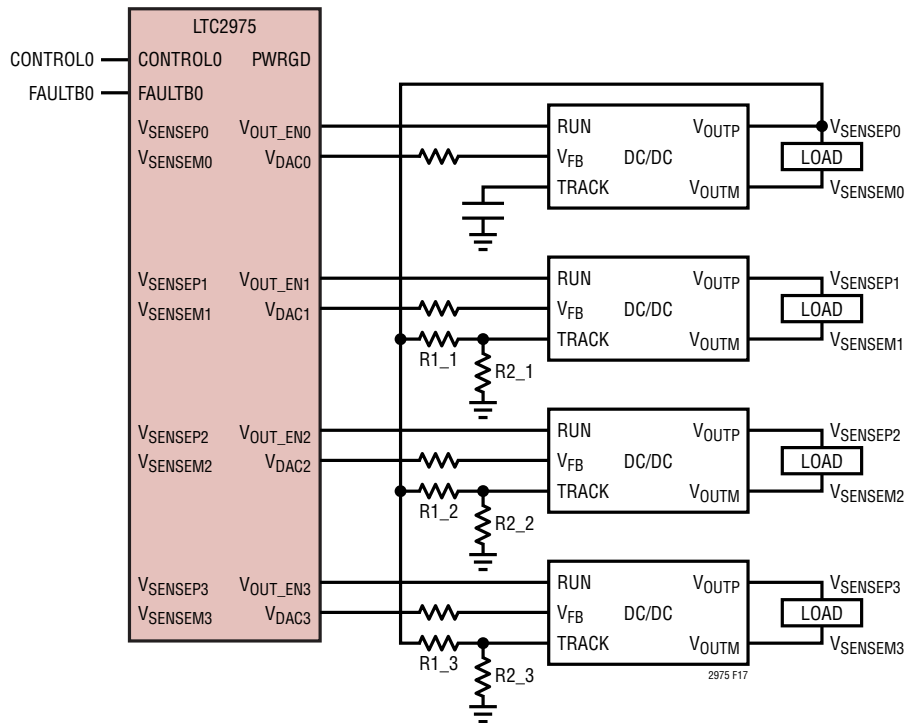 LTC2975
CONTROL0 CONTROL0 PWRGD
FAULTB0 FAULTB0
VSENSEP0 VOUT_EN0 RUN VOUTP VSENSEP0
VSENSEM0 VDAC0 VFB DC/DC LOAD
TRACK VOUTM VSENSEM0
VSENSEP1 VOUT_EN1 RUN VOUTP VSENSEP1
VSENSEM1 VDAC1 VFB DC/DC LOAD
TRACK VOUTM VSENSEM1
R1_1
R2_1
VSENSEP2 VOUT_EN2 RUN VOUTP VSENSEP2
VSENSEM2 VDAC2 VFB DC/DC LOAD
TRACK VOUTM VSENSEM2
R1_2
R2_2
VSENSEP3 VOUT_EN3 RUN VOUTP VSENSEP3
VSENSEM3 VDAC3 VFB DC/DC LOAD
TRACK VOUTM VSENSEM3
R1_3
R2_3
2975 F17